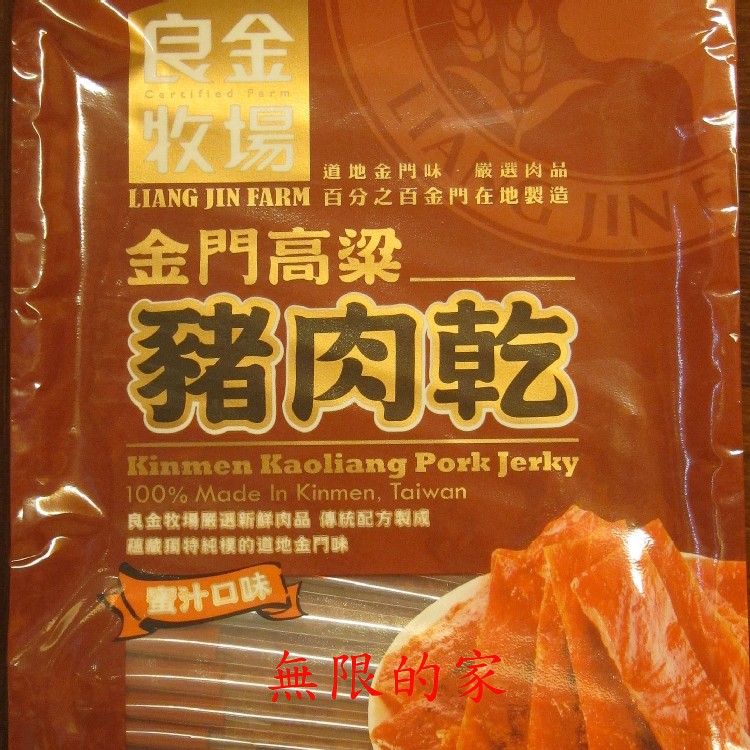 良金
Certified Farm
牧場
LIANG JIN FARM
道地金門味．嚴選肉品
百分之百金門在地製造
LIANG JIN F
金門高粱
豬肉乾
Kinmen Kaoliang Pork Jerky
100% Made In Kinmen, Taiwan
良金牧場嚴選新鮮肉品 傳統配方製成
蘊藏獨特純樸的道地金門味
蜜汁口味
無限的家